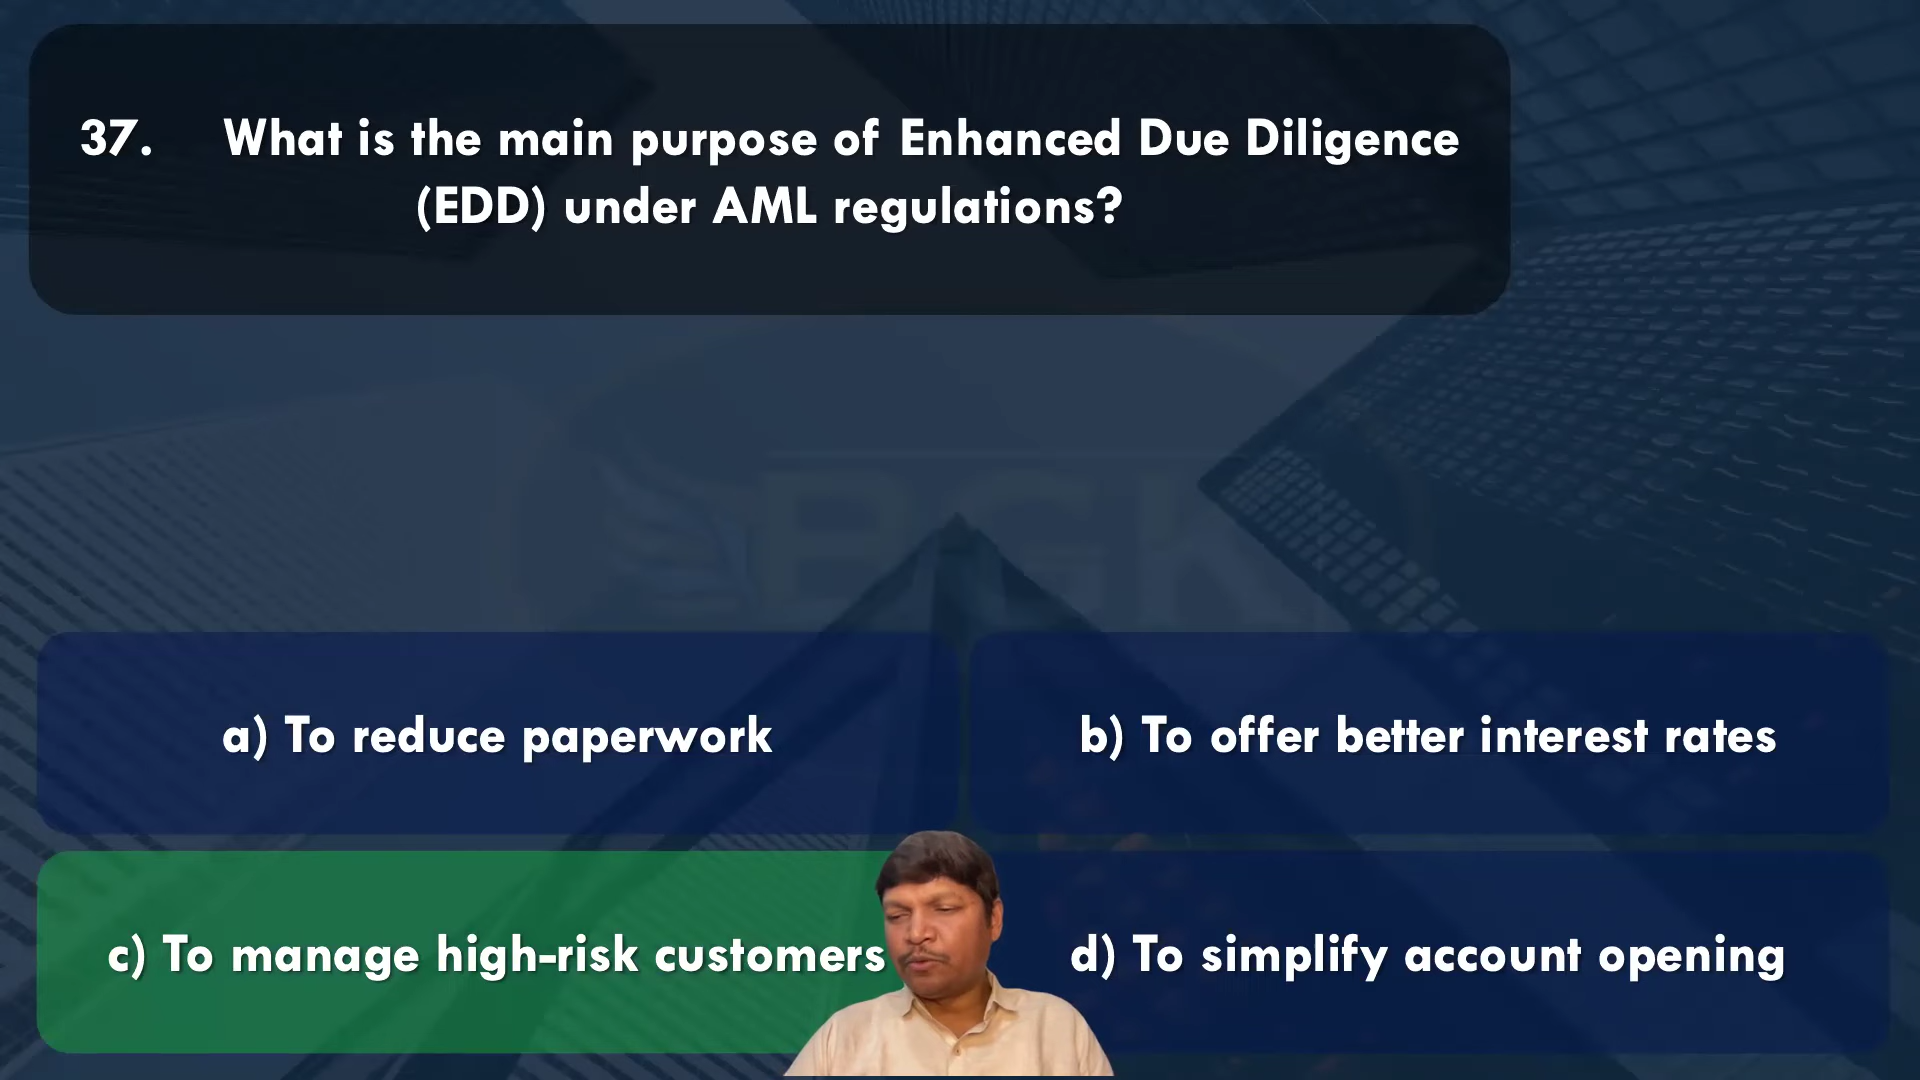 37. What is the main purpose of Enhanced Due Diligence
(EDD) under AML regulations?
BGK
a) To reduce paperwork
b) To offer better interest rates
c) To manage high-risk customers
d) To simplify account opening